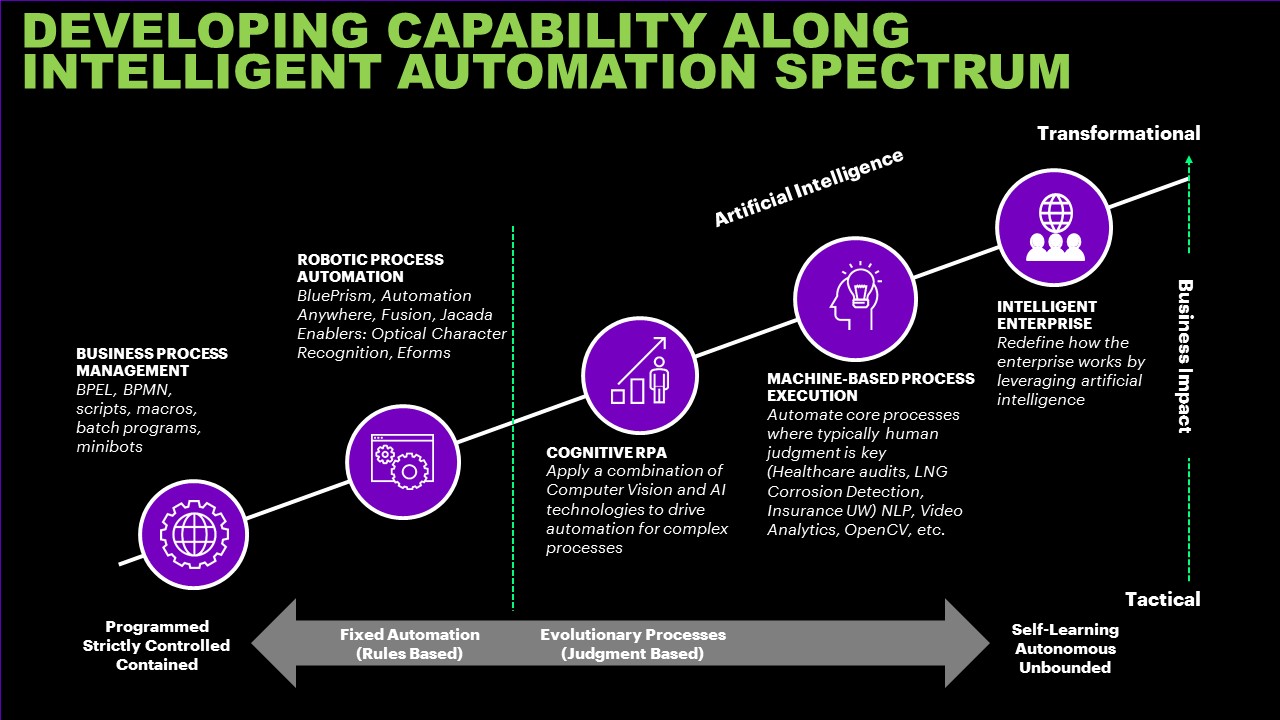 DEVELOPING CAPABILITY ALONG
INTELLIGENT AUTOMATION SPECTRUM
Transformational
Artificial Intelligence
ROBOTIC PROCESS
AUTOMATION
BluePrism, Automation
Anywhere, Fusion, Jacada
Enablers: Optical Character
Recognition, Eforms
BUSINESS PROCESS
MANAGEMENT
BPEL, BPMN,
scripts, macros,
batch programs,
minibots
INTELLIGENT
ENTERPRISE
Redefine how the
enterprise works by
leveraging artificial
intelligence
Business Impact
MACHINE-BASED PROCESS
EXECUTION
Automate core processes
where typically human
judgment is key
(Healthcare audits, LNG
Corrosion Detection,
Insurance UW) NLP, Video
Analytics, OpenCV, etc.
COGNITIVE RPA
Apply a combination of
Computer Vision and AI
technologies to drive
automation for complex
processes
Tactical
Programmed
Strictly Controlled
Contained
Fixed Automation
(Rules Based)
Evolutionary Processes
(Judgment Based)
Self-Learning
Autonomous
Unbounded